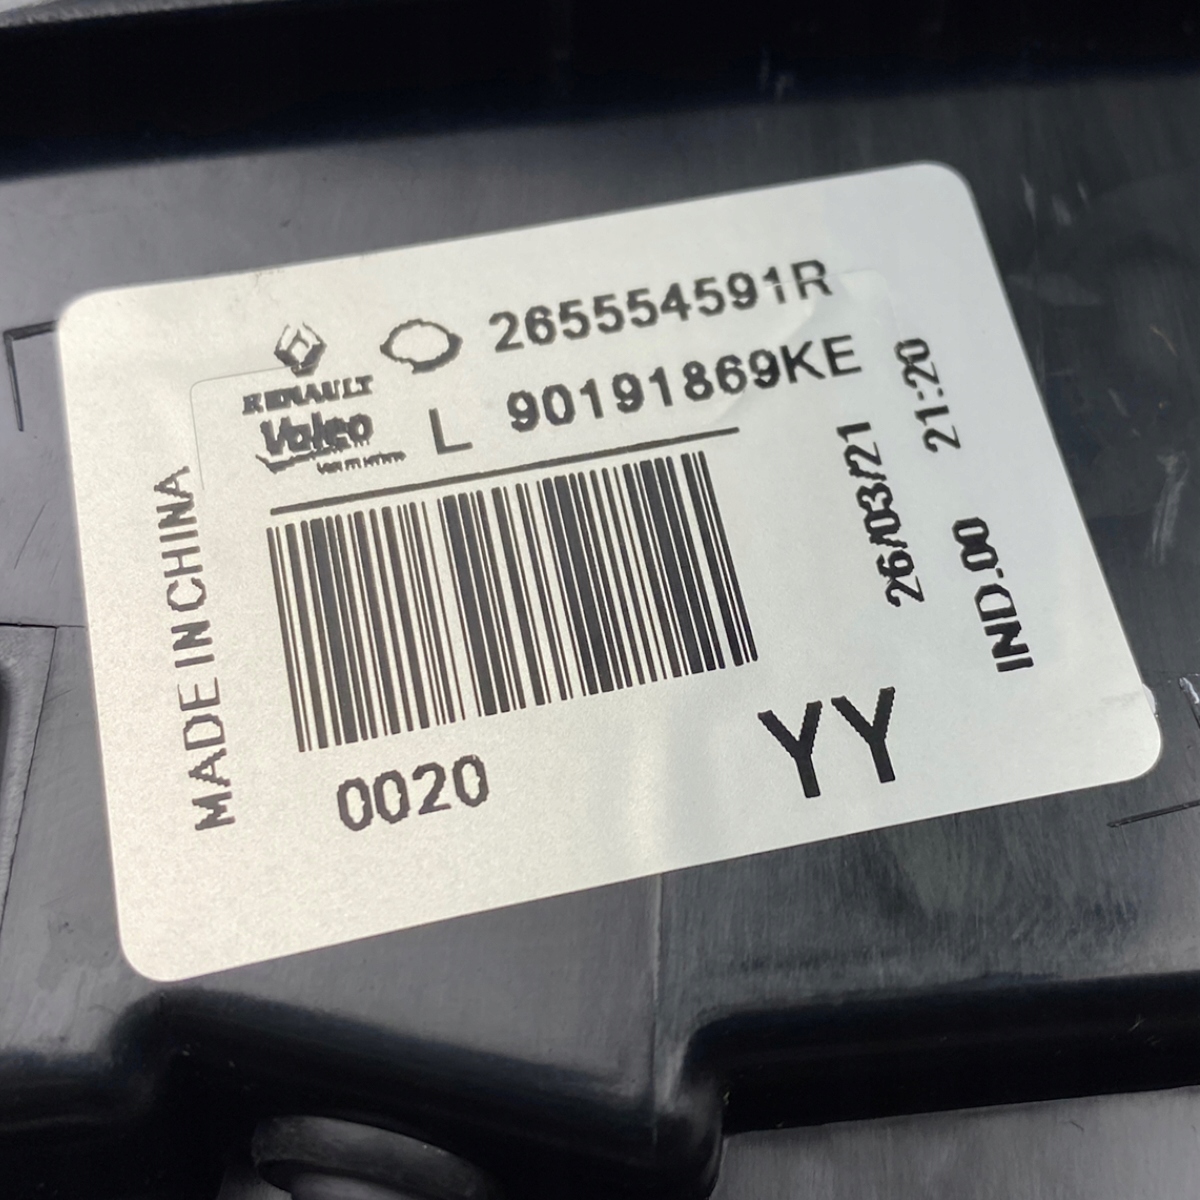 265554591R
RENAULT
Valeo
L 90191869KE
MADE IN CHINA
26/03/21
21:20
IND.00
0020
YY